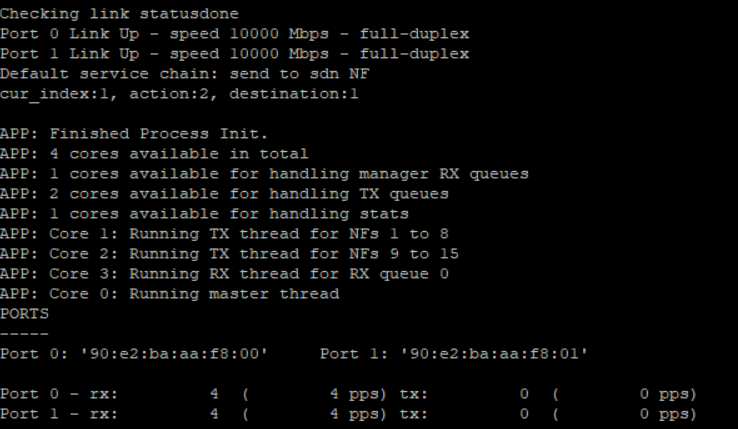 Checking link statusdone
Port 0 Link Up - speed 10000 Mbps - full-duplex
Port 1 Link Up - speed 10000 Mbps - full-duplex
Default service chain: send to sdn NF
cur_index:1, action:2, destination:1
APP: Finished Process Init.
APP: 4 cores available in total
APP: 1 cores available for handling manager RX queues
APP: 2 cores available for handling TX queues
APP: 1 cores available for handling stats
APP: Core 1: Running TX thread for NFs 1 to 8
APP: Core 2: Running TX thread for NFs 9 to 15
APP: Core 3: Running RX thread for RX queue 0
APP: Core 0: Running master thread
PORTS
-----
Port 0: '90:e2:ba:aa:f8:00'     Port 1: '90:e2:ba:aa:f8:01'
Port 0 - rx:         4  (        4 pps) tx:         0  (        0 pps)
Port 1 - rx:         4  (        4 pps) tx:         0  (        0 pps)